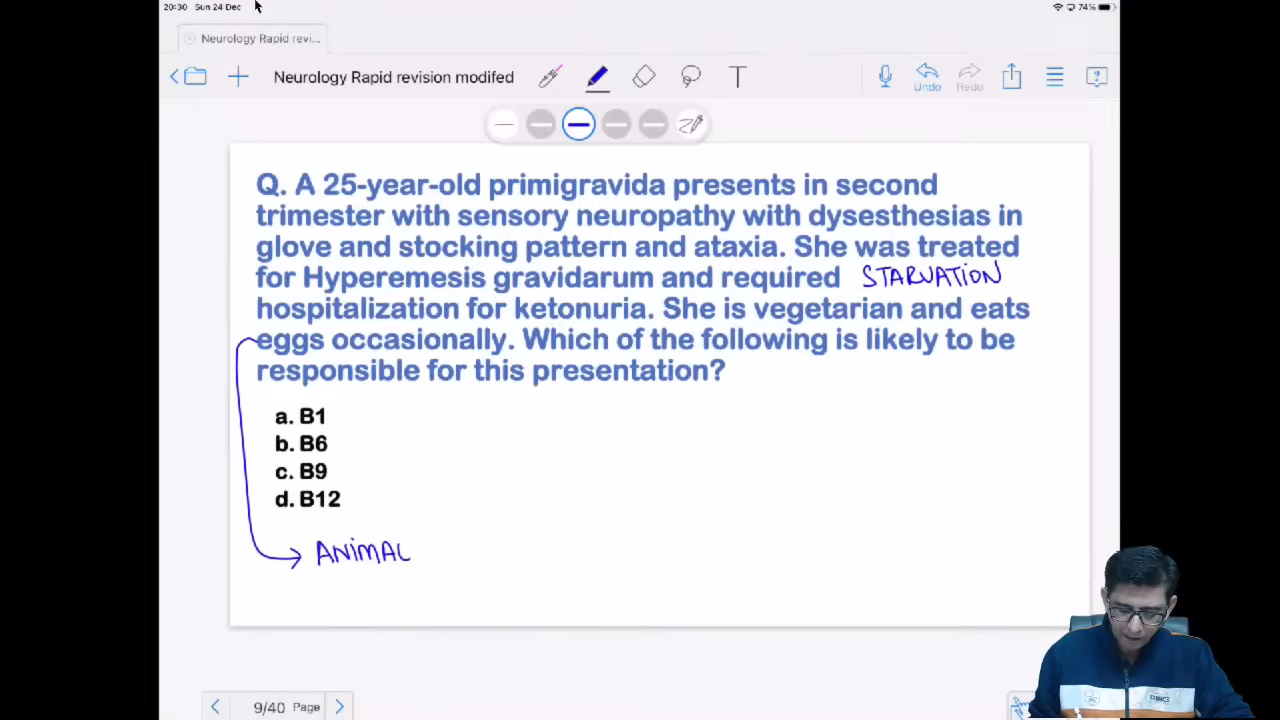 20:30 Sun 24 Dec
74%
Neurology Rapid revi...
Neurology Rapid revision modifed
T
Undo
Redo
Q. A 25-year-old primigravida presents in second
trimester with sensory neuropathy with dysesthesias in
glove and stocking pattern and ataxia. She was treated
for Hyperemesis gravidarum and required STARVATION
hospitalization for ketonuria. She is vegetarian and eats
eggs occasionally. Which of the following is likely to be
responsible for this presentation?
a. B1
b. B6
c. B9
d. B12
ANIMAL
9/40 Page